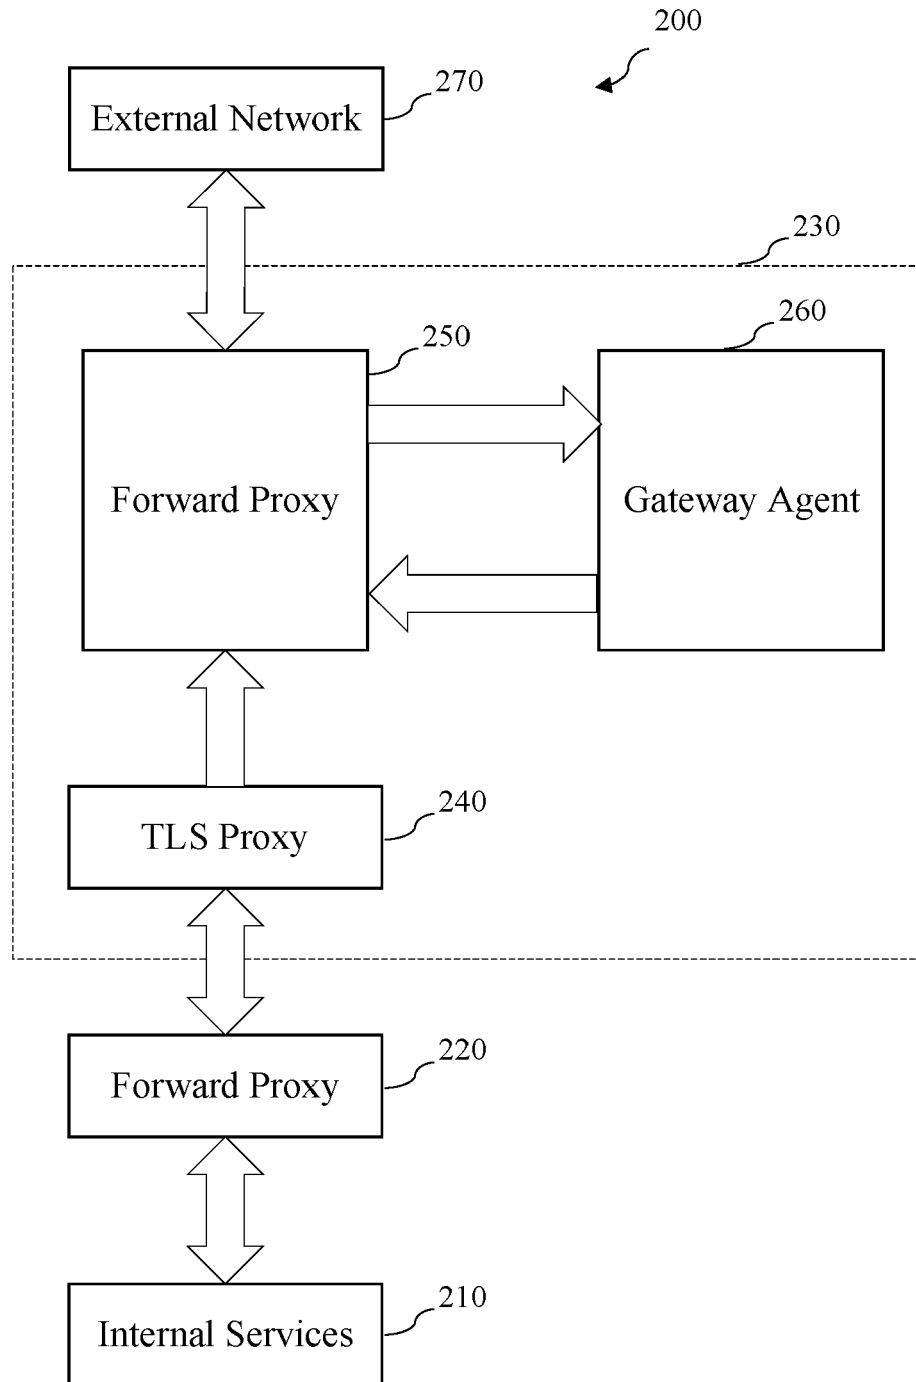 200
270
External Network
230
260
250
Forward Proxy
Gateway Agent
240
TLS Proxy
220
Forward Proxy
210
Internal Services